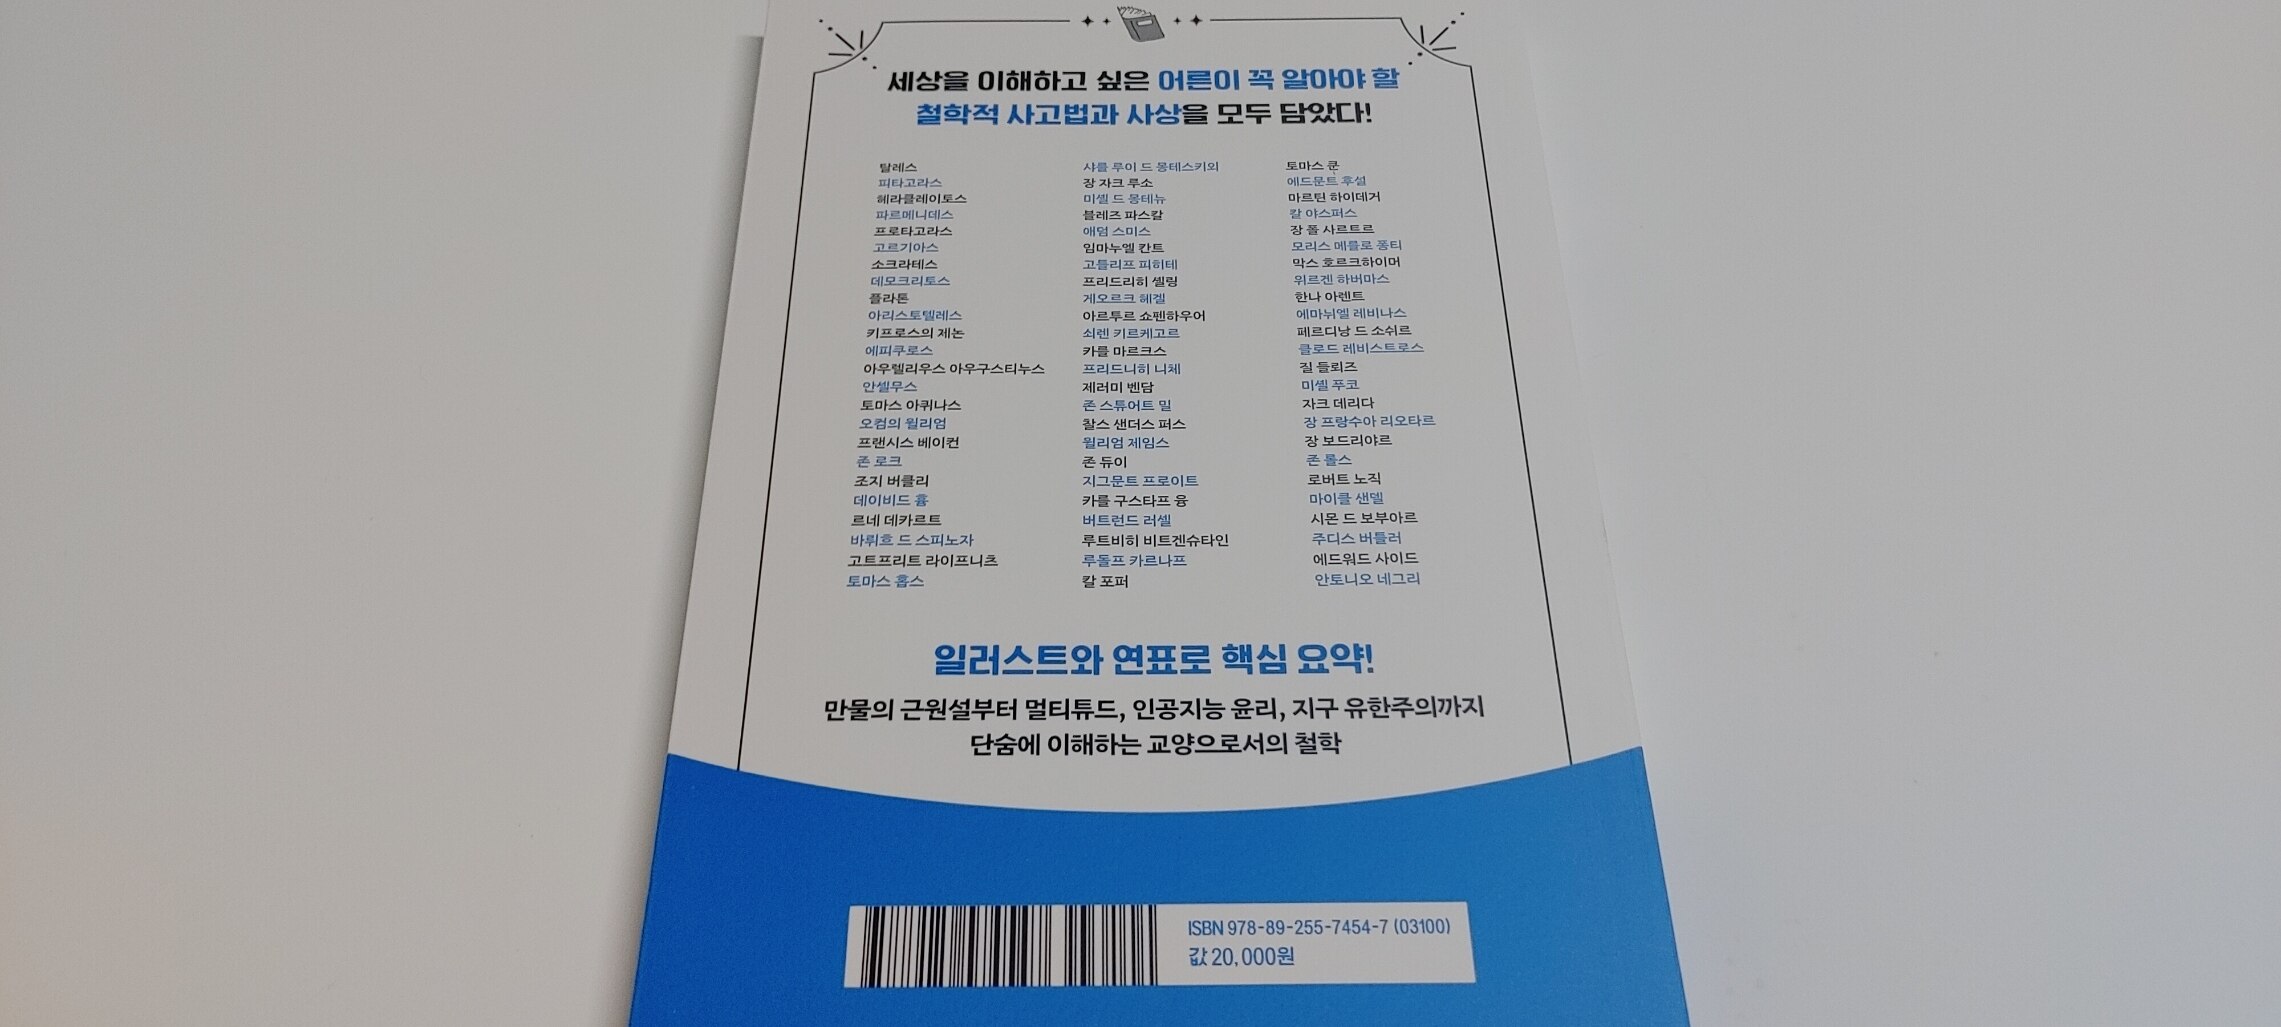 세상을 이해하고 싶은 어른이 꼭 알아야 할
철학적 사고법과 사상을 모두 담았다!
탈레스
피타고라스
헤라클레이토스
파르메니데스
프로타고라스
고르기아스
소크라테스
데모크리토스
플라톤
아리스토텔레스
키프로스의 제논
에피쿠로스
아우렐리우스 아우구스티누스
안셀무스
토마스 아퀴나스
오컴의 윌리엄
프랜시스 베이컨
존 로크
조지 버클리
데이비드 흄
르네 데카르트
바뤼흐 드 스피노자
고트프리트 라이프니츠
토마스 홉스
샤를 루이 드 몽테스키외
장 자크 루소
미셸 드 몽테뉴
블레즈 파스칼
애덤 스미스
임마누엘 칸트
고틀리프 피히테
프리드리히 셸링
게오르크 헤겔
아르투르 쇼펜하우어
쇠렌 키르케고르
카를 마르크스
프리드니히 니체
제러미 벤담
존 스튜어트 밀
찰스 샌더스 퍼스
윌리엄 제임스
존 듀이
지그문트 프로이트
카를 구스타프 융
버트런드 러셀
루트비히 비트겐슈타인
루돌프 카르나프
칼 포퍼
토마스 쿤
에드문트 후설
마르틴 하이데거
칼 야스퍼스
장 폴 사르트르
모리스 메를로 퐁티
막스 호르크하이머
위르겐 하버마스
한나 아렌트
에마뉘엘 레비나스
페르디낭 드 소쉬르
클로드 레비스트로스
질 들뢰즈
미셸 푸코
자크 데리다
장 프랑수아 리오타르
장 보드리야르
존 롤스
로버트 노직
마이클 샌델
시몬 드 보부아르
주디스 버틀러
에드워드 사이드
안토니오 네그리
일러스트와 연표로 핵심 요약!
만물의 근원설부터 멀티튜드, 인공지능 윤리, 지구 유한주의까지
단숨에 이해하는 교양으로서의 철학
ISBN 978-89-255-7454-7 (03100)
값 20,000원